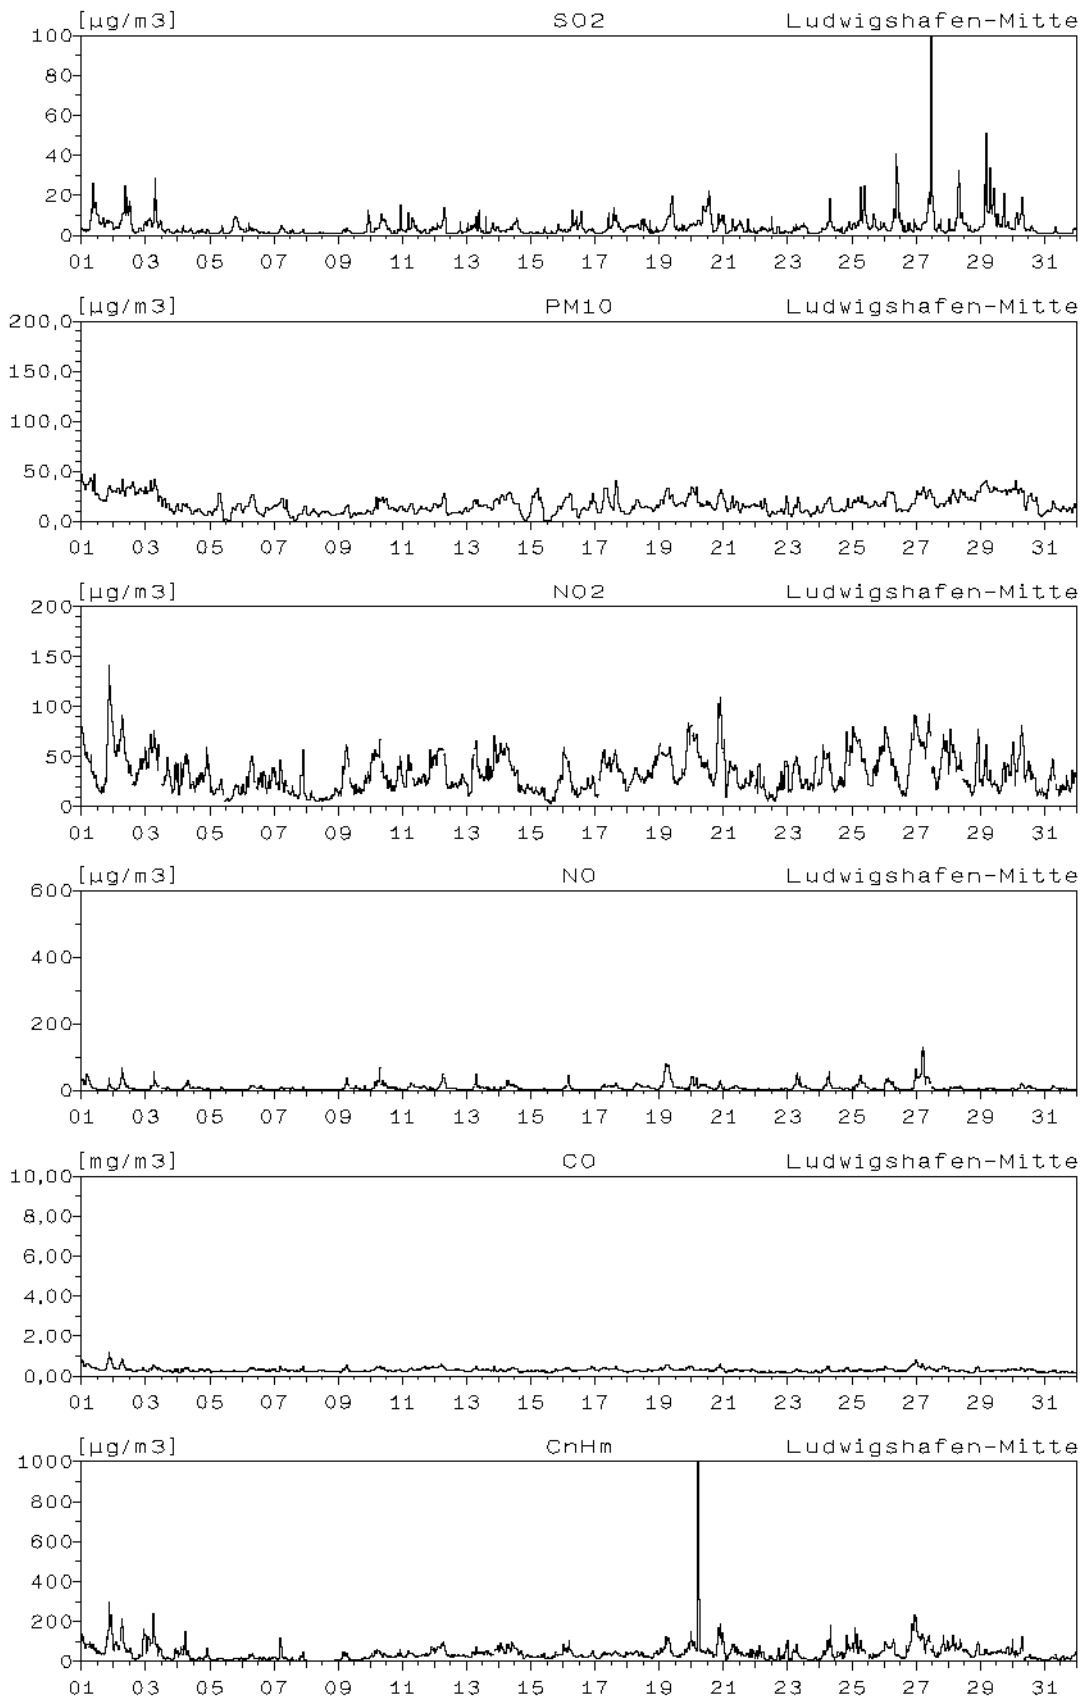 [µg/m3] SO2 Ludwigshafen-Mitte
100
80
60
40
20
0
01 03 05 07 09 11 13 15 17 19 21 23 25 27 29 31
[µg/m3] PM10 Ludwigshafen-Mitte
200,0
150,0
100,0
50,0
0,0
01 03 05 07 09 11 13 15 17 19 21 23 25 27 29 31
[µg/m3] NO2 Ludwigshafen-Mitte
200
150
100
50
0
01 03 05 07 09 11 13 15 17 19 21 23 25 27 29 31
[µg/m3] NO Ludwigshafen-Mitte
600
400
200
0
01 03 05 07 09 11 13 15 17 19 21 23 25 27 29 31
[mg/m3] CO Ludwigshafen-Mitte
10,00
8,00
6,00
4,00
2,00
0,00
01 03 05 07 09 11 13 15 17 19 21 23 25 27 29 31
[µg/m3] CnHm Ludwigshafen-Mitte
1000
800
600
400
200
0
01 03 05 07 09 11 13 15 17 19 21 23 25 27 29 31